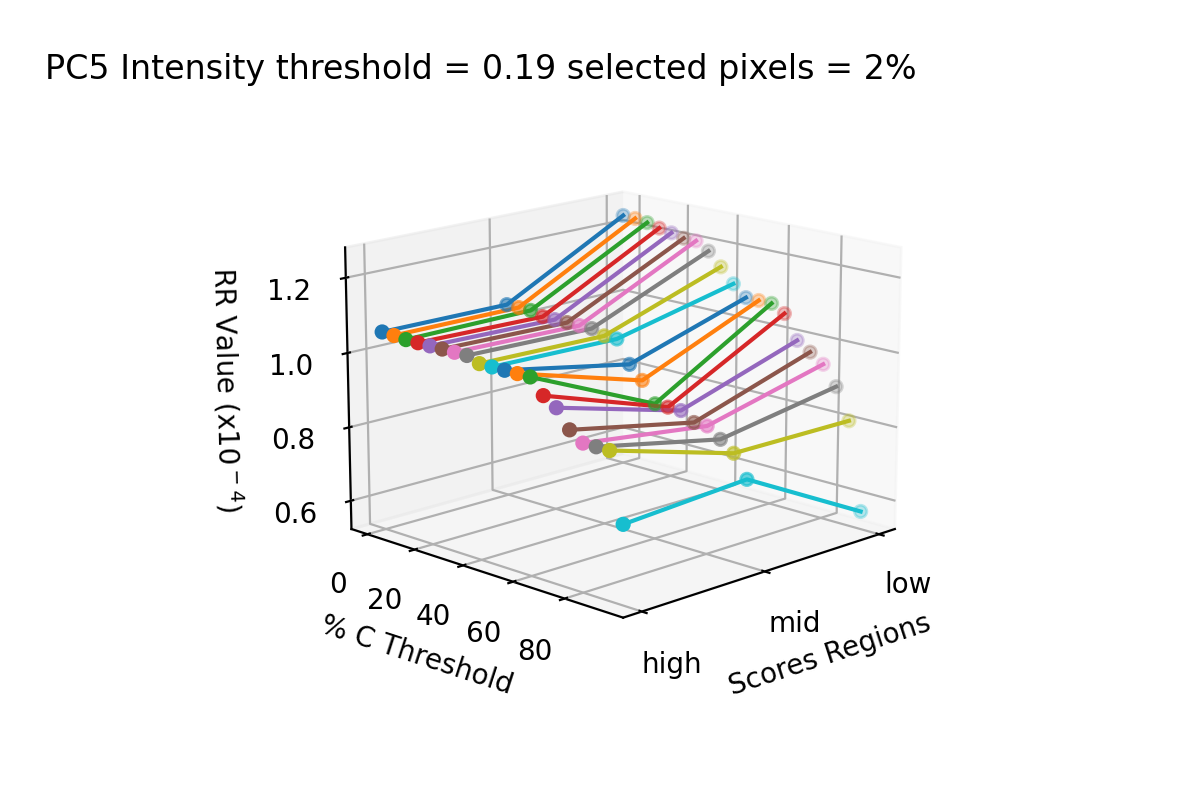 PC5 Intensity threshold = 0.19 selected pixels = 2%
RR Value (x10⁻⁴)
1.2
1.0
0.8
0.6
0
20
40
60
80
% C Threshold
high
mid
low
Scores Regions